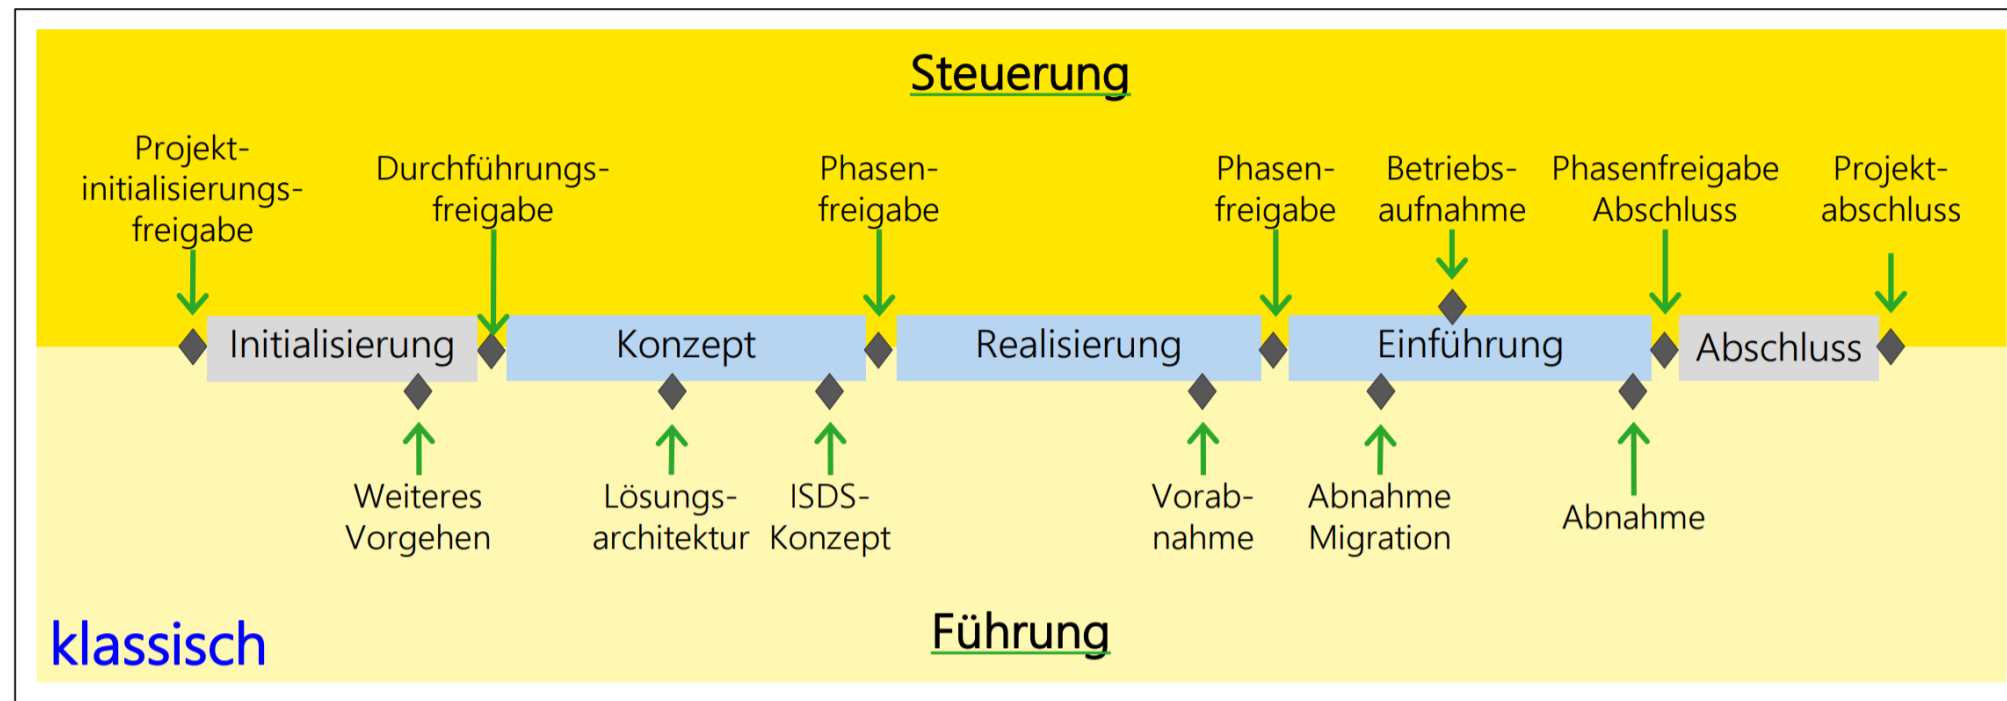 Steuerung
Projekt-
initialisierungs-
freigabe
Durchführungs-
freigabe
Phasen-
freigabe
Phasen-
freigabe
Betriebs-
aufnahme
Phasenfreigabe
Abschluss
Projekt-
abschluss
Initialisierung
Konzept
Realisierung
Einführung
Abschluss
Weiteres
Vorgehen
Lösungs-
architektur
ISDS-
Konzept
Vorab-
nahme
Abnahme
Migration
Abnahme
klassisch
Führung